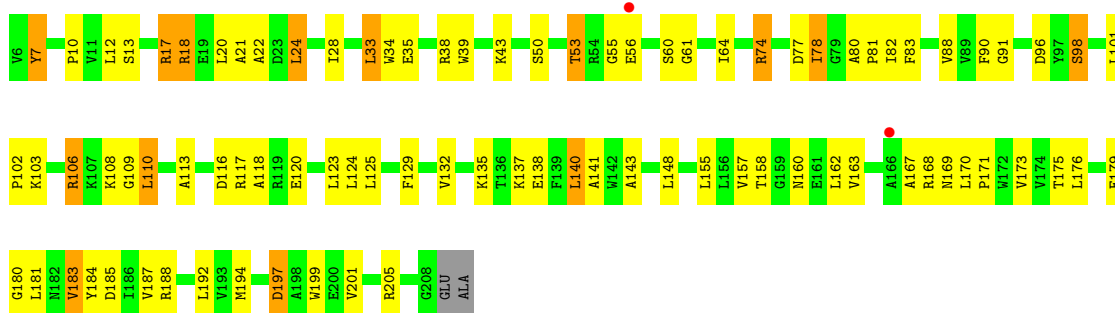 V6 Y7 P10 V11 L12 S13 R17 R18 E19 L20 A21 A22 D23 L24 I28 L33 W34 E35 R38 W39 K43 S50 T53 R54 G55 E56 S60 G61 I64 R74 D77 I78 G79 A80 P81 I82 F83 V88 V89 F90 G91 D96 Y97 S98 L101
P102 K103 R106 K107 K108 G109 L110 A113 D116 R117 A118 R119 E120 L123 L124 L125 F129 V132 K135 T136 K137 E138 F139 L140 A141 W142 A143 L148 L155 L156 V157 T158 G159 N160 E161 L162 V163 A166 A167 R168 N169 L170 P171 W172 V173 V174 T175 L176 E179
G180 L181 N182 V183 Y184 D185 I186 V187 R188 L192 V193 M194 D197 A198 W199 E200 V201 R205 G208 GLU ALA